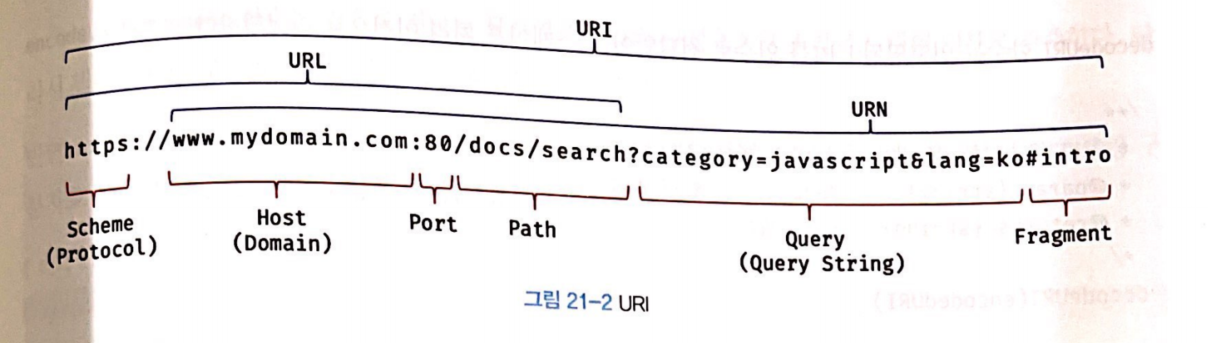 URI
URL
URN
https://www.mydomain.com:80/docs/search?category=javascript&lang=ko#intro
Scheme
(Protocol)
Host
(Domain)
Port
Path
Query
(Query String)
Fragment
그림 21-2 URI